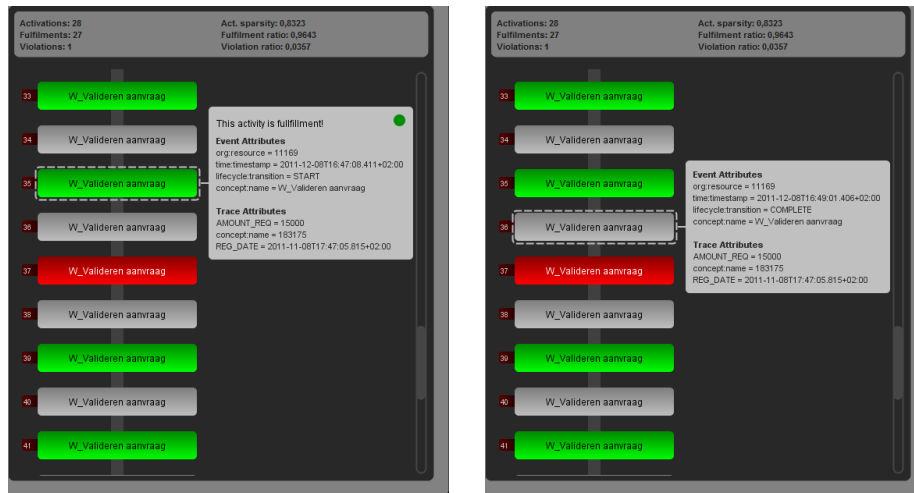 Activations: 28
Fulfilments: 27
Violations: 1
Act. sparsity: 0,8323
Fulfilment ratio: 0,9643
Violation ratio: 0,0357
33 W_Valideren aanvraag
34 W_Valideren aanvraag
35 W_Valideren aanvraag
36 W_Valideren aanvraag
37 W_Valideren aanvraag
38 W_Valideren aanvraag
39 W_Valideren aanvraag
40 W_Valideren aanvraag
41 W_Valideren aanvraag
This activity is fullfillment!
Event Attributes
org:resource = 11169
time:timestamp = 2011-12-08T16:47:08.411+02:00
lifecycle:transition = START
concept:name = W_Valideren aanvraag
Trace Attributes
AMOUNT_REQ = 15000
concept:name = 183175
REG_DATE = 2011-11-08T17:47:05.815+02:00
Activations: 28
Fulfilments: 27
Violations: 1
Act. sparsity: 0,8323
Fulfilment ratio: 0,9643
Violation ratio: 0,0357
33 W_Valideren aanvraag
34 W_Valideren aanvraag
35 W_Valideren aanvraag
36 W_Valideren aanvraag
37 W_Valideren aanvraag
38 W_Valideren aanvraag
39 W_Valideren aanvraag
40 W_Valideren aanvraag
41 W_Valideren aanvraag
Event Attributes
org:resource = 11169
time:timestamp = 2011-12-08T16:49:01.406+02:00
lifecycle:transition = COMPLETE
concept:name = W_Valideren aanvraag
Trace Attributes
AMOUNT_REQ = 15000
concept:name = 183175
REG_DATE = 2011-11-08T17:47:05.815+02:00